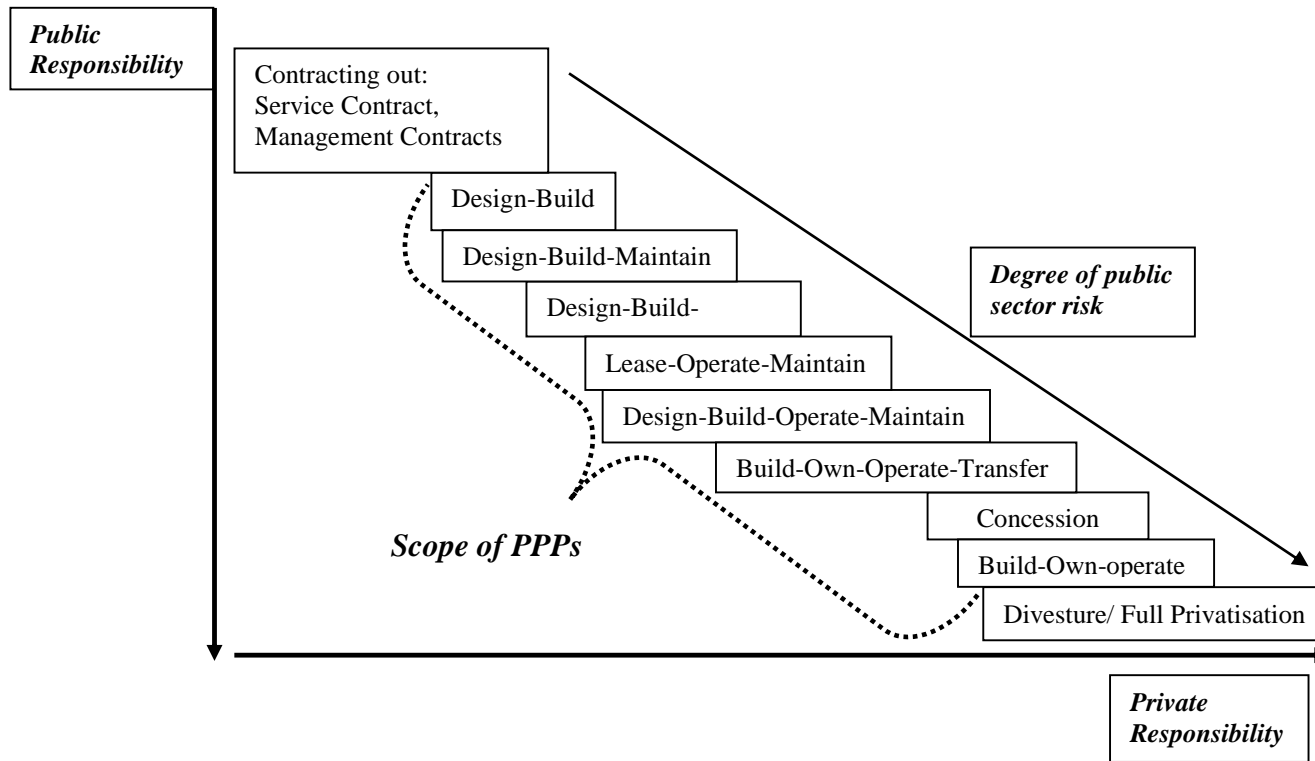 Public
Responsibility
Contracting out:
Service Contract,
Management Contracts
Design-Build
Design-Build-Maintain
Degree of public
sector risk
Design-Build-
Lease-Operate-Maintain
Design-Build-Operate-Maintain
Build-Own-Operate-Transfer
Concession
Scope of PPPs
Build-Own-operate
Divesture/ Full Privatisation
Private
Responsibility